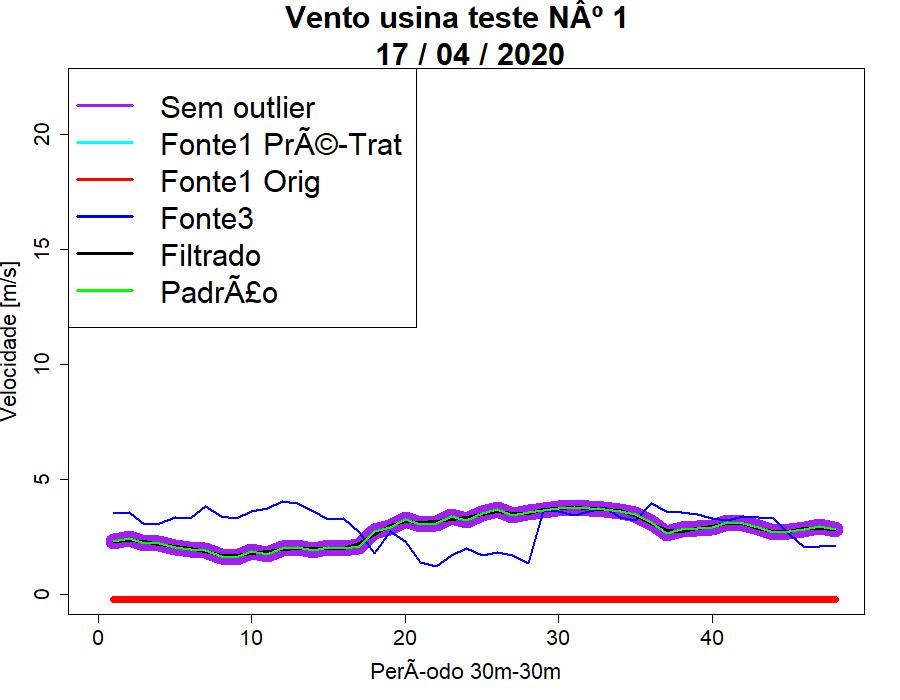 Vento usina teste NÂº 1
17 / 04 / 2020
Sem outlier
Fonte1 PrÃ©-Trat
Fonte1 Orig
Fonte3
Filtrado
PadrÃ£o
Velocidade [m/s]
20
15
10
5
0
0 10 20 30 40
PerÃ-odo 30m-30m